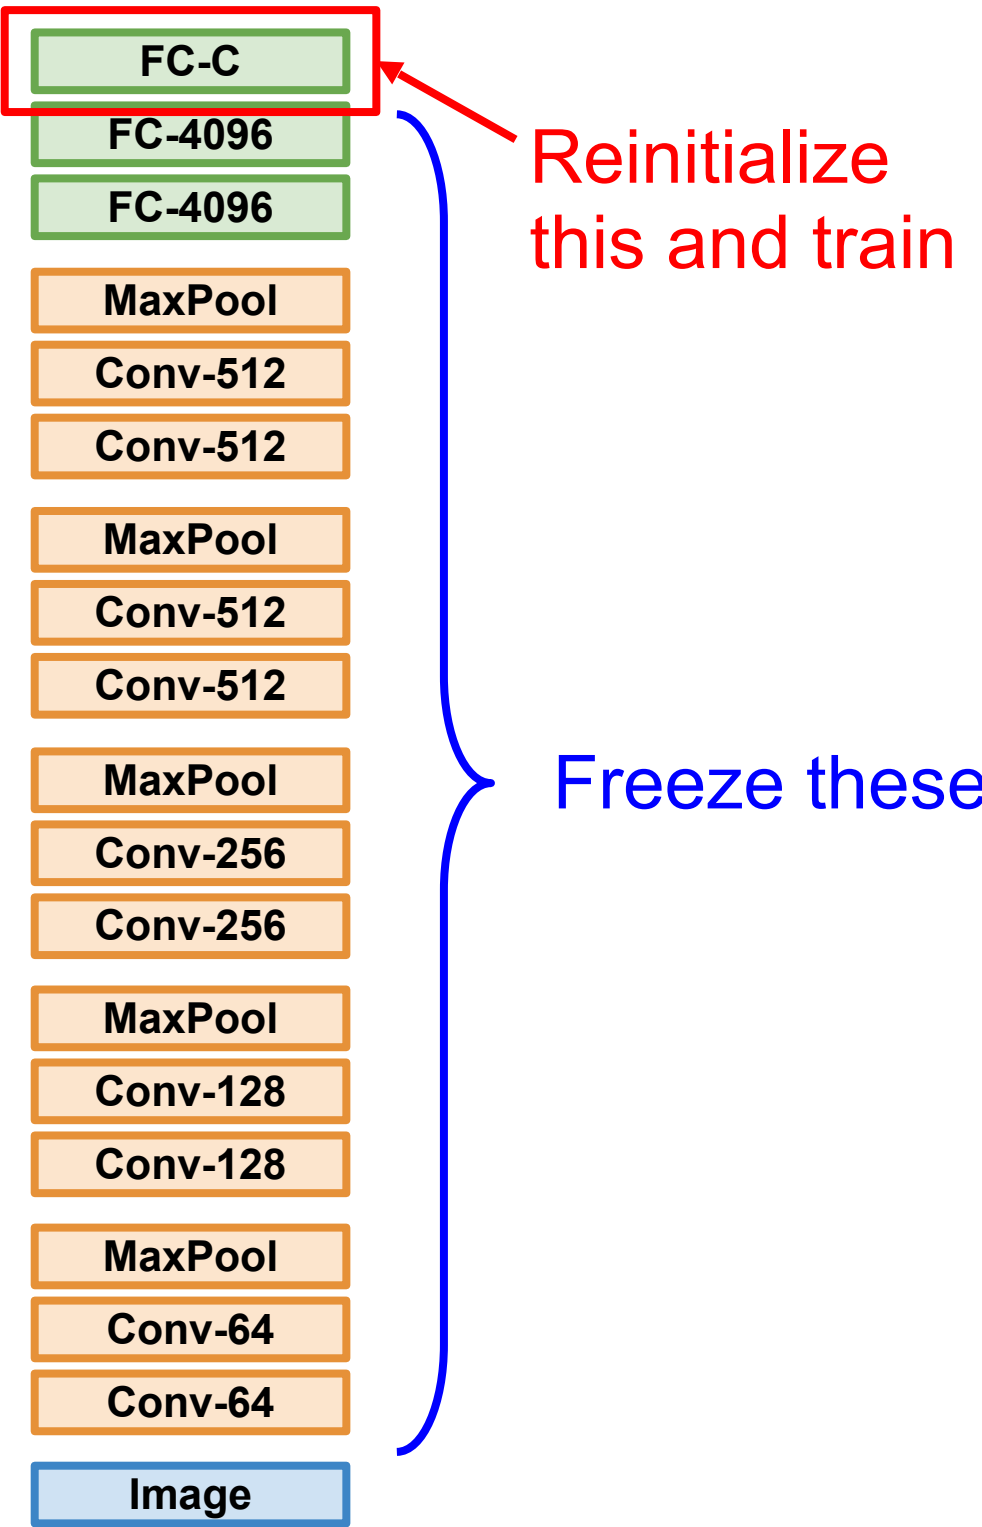 FC-C
FC-4096
FC-4096
Reinitialize
this and train
MaxPool
Conv-512
Conv-512
MaxPool
Conv-512
Conv-512
MaxPool
Conv-256
Conv-256
Freeze these
MaxPool
Conv-128
Conv-128
MaxPool
Conv-64
Conv-64
Image